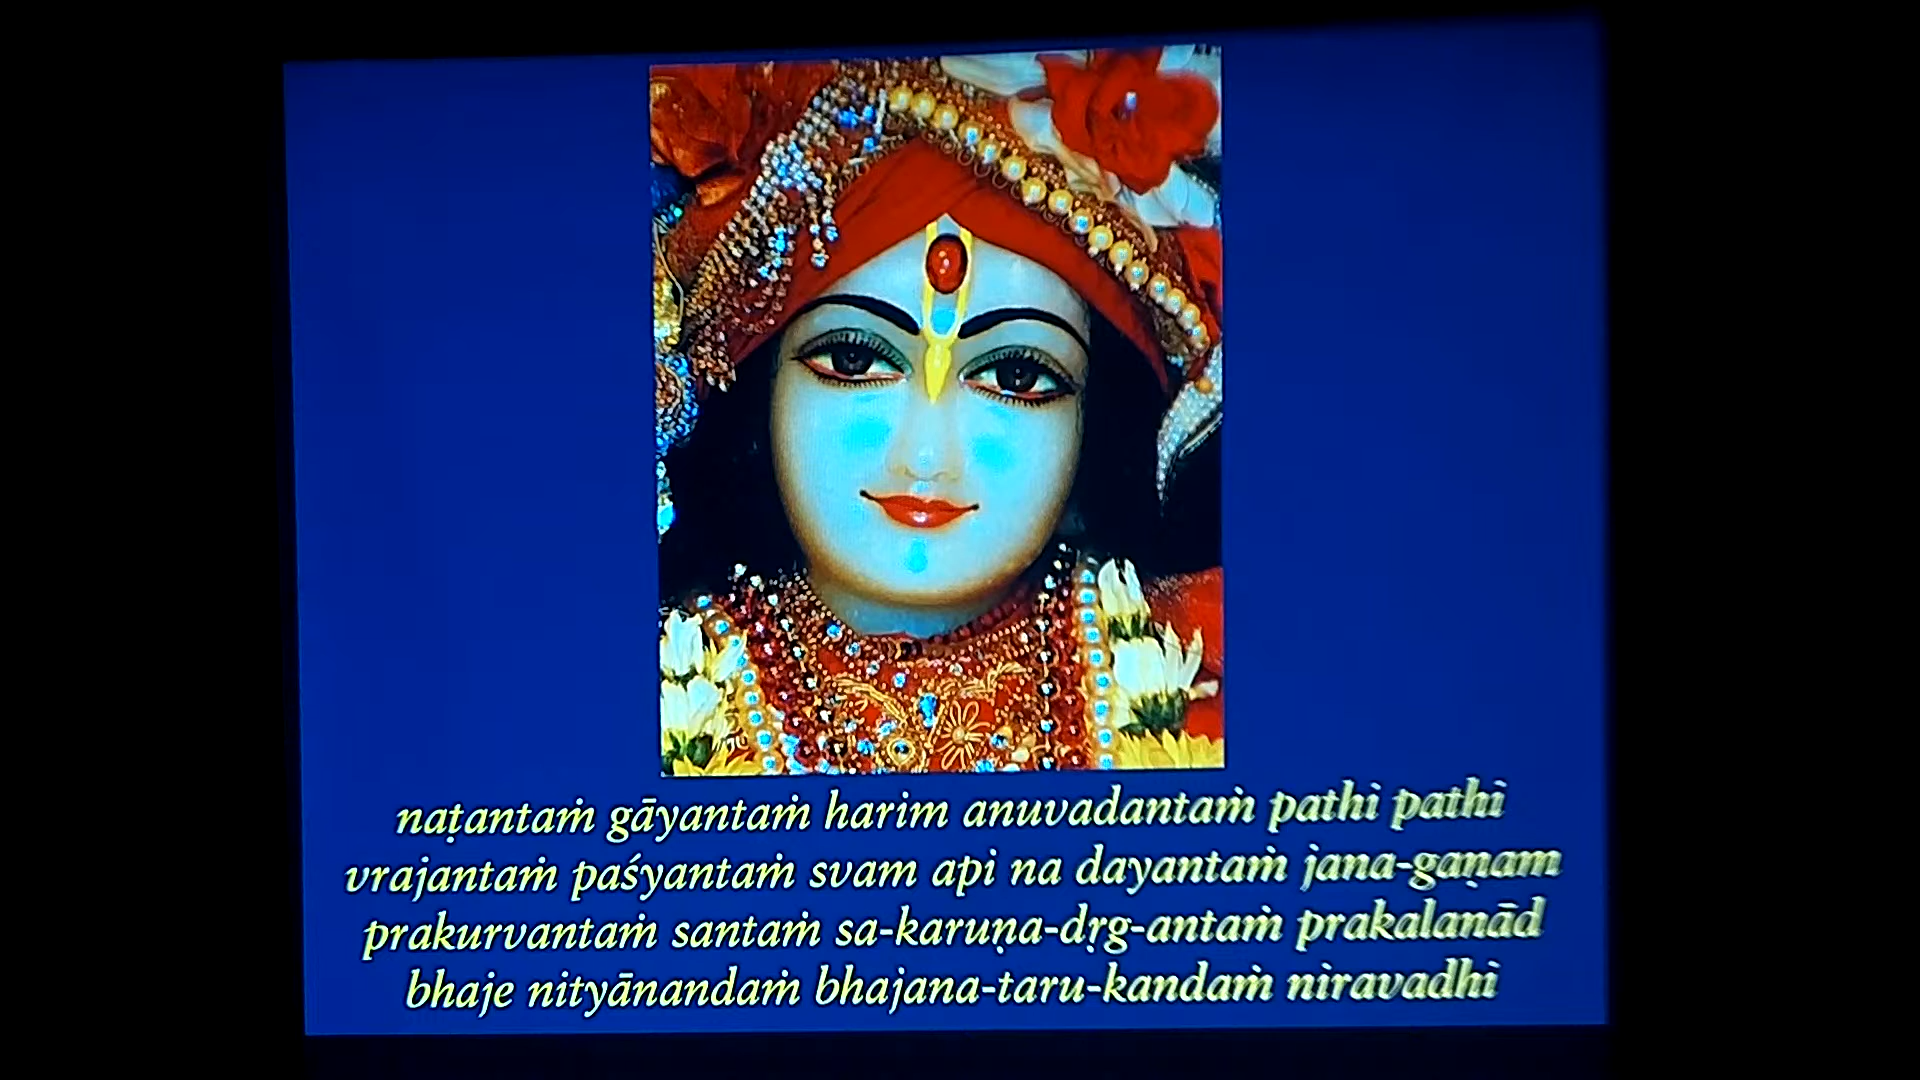 naṭantaṁ gāyantaṁ harim anuvadantaṁ pathi pathi
vrajantaṁ paśyantaṁ svam api na dayantaṁ jana-gaṇam
prakurvantaṁ santaṁ sa-karuṇa-dṛg-antaṁ prakalanād
bhaje nityānandaṁ bhajana-taru-kandaṁ niravadhi